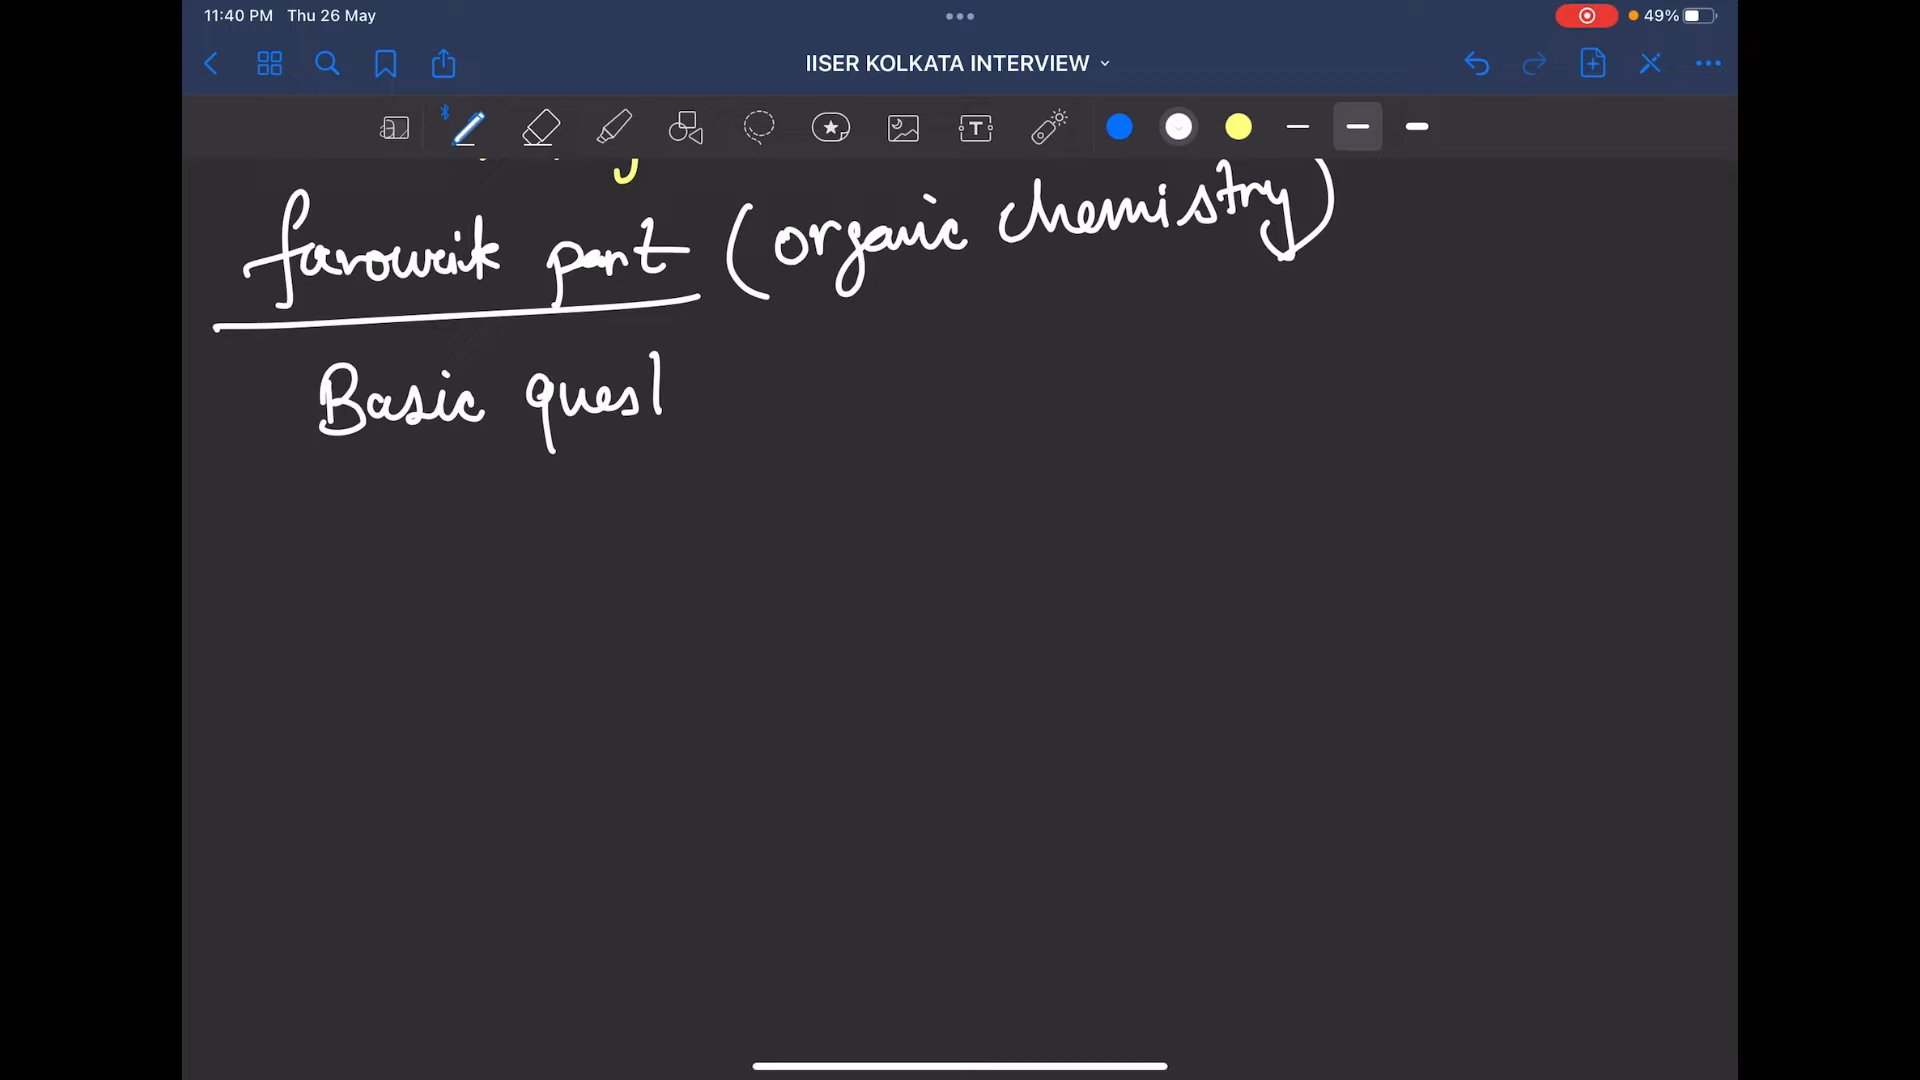 11:40 PM Thu 26 May
49%
IISER KOLKATA INTERVIEW
favourite part (organic chemistry)
Basic ques